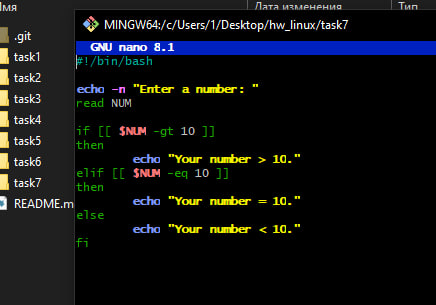 Имя
Дата изменения
MINGW64:/c/Users/1/Desktop/hw_linux/task7
.git
task1
task2
task3
task4
task5
task6
task7
README.m
GNU nano 8.1
#!/bin/bash
echo -n "Enter a number: "
read NUM
if [[ $NUM -gt 10 ]]
then
echo "Your number > 10."
elif [[ $NUM -eq 10 ]]
then
echo "Your number = 10."
else
echo "Your number < 10."
fi